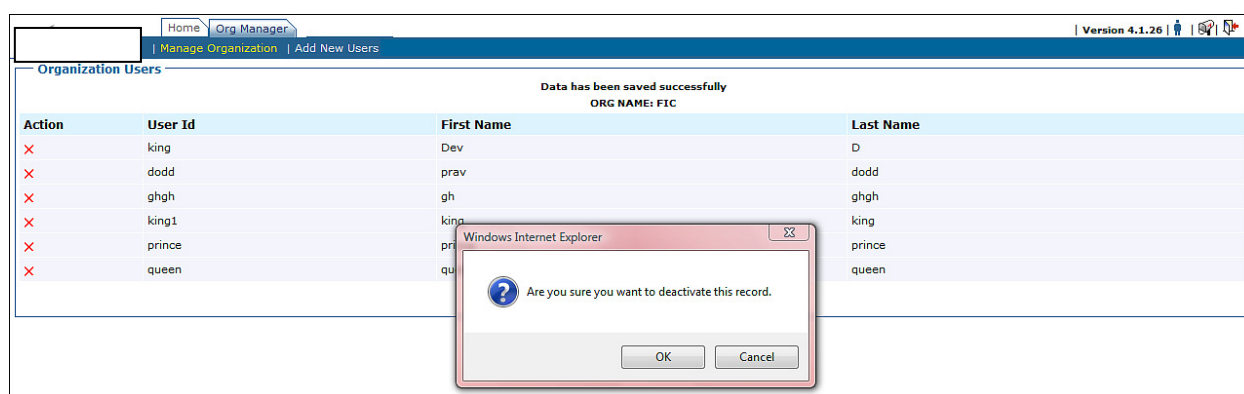 Home Org Manager | Version 4.1.26 | | |
| Manage Organization | Add New Users
Organization Users
Data has been saved successfully
ORG NAME: FIC
Action User Id First Name Last Name
king Dev D
dodd prav dodd
ghgh gh ghgh
king1 king king
prince pri prince
queen qu queen
Windows Internet Explorer
Are you sure you want to deactivate this record.
OK Cancel